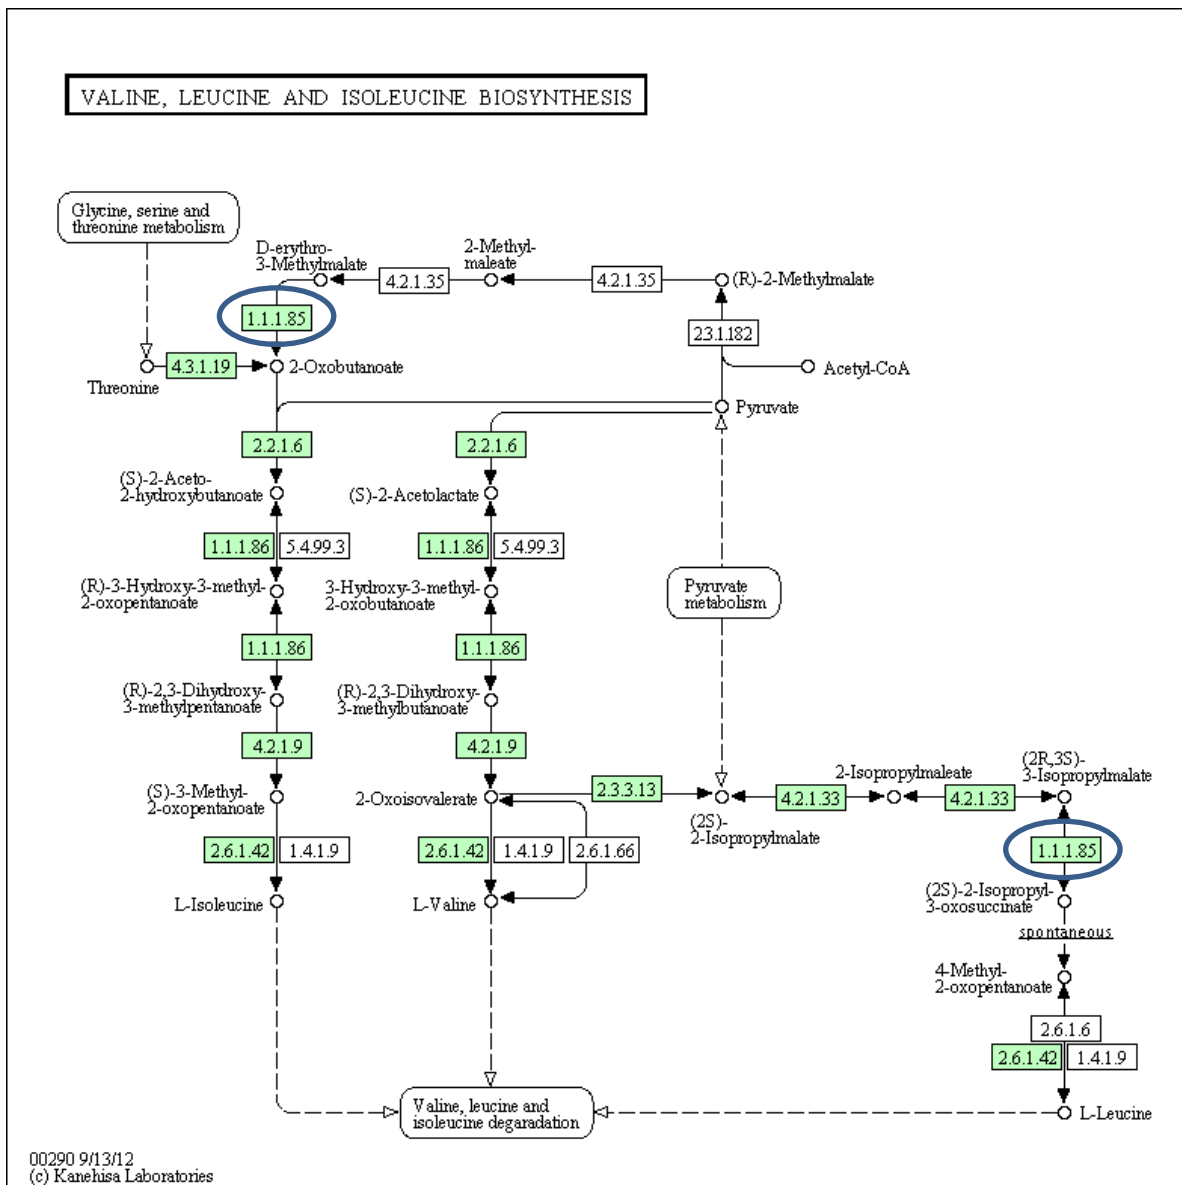 VALINE, LEUCINE AND ISOLEUCINE BIOSYNTHESIS
Glycine, serine and
threonine metabolism
D-erythro-
3-Methylmalate
4.2.1.35
2-Methyl-
maleate
4.2.1.35
(R)-2-Methylmalate
1.1.1.85
2.3.1.182
Threonine
4.3.1.19
2-Oxobutanoate
Acetyl-CoA
Pyruvate
2.2.1.6
2.2.1.6
(S)-2-Aceto-
2-hydroxybutanoate
(S)-2-Acetolactate
1.1.1.86
5.4.99.3
1.1.1.86
5.4.99.3
(R)-3-Hydroxy-3-methyl-
2-oxopentanoate
3-Hydroxy-3-methyl-
2-oxobutanoate
Pyruvate
metabolism
1.1.1.86
1.1.1.86
(R)-2,3-Dihydroxy-
3-methylpentanoate
(R)-2,3-Dihydroxy-
3-methylbutanoate
4.2.1.9
4.2.1.9
(S)-3-Methyl-
2-oxopentanoate
2-Oxoisovalerate
2.3.3.13
(2S)-
2-Isopropylmalate
4.2.1.33
2-Isopropylmaleate
4.2.1.33
(2R,3S)-
3-Isopropylmalate
2.6.1.42
1.4.1.9
2.6.1.42
1.4.1.9
2.6.1.66
1.1.1.85
L-Isoleucine
L-Valine
(2S)-2-Isopropyl-
3-oxosuccinate
spontaneous
4-Methyl-
2-oxopentanoate
2.6.1.6
2.6.1.42
1.4.1.9
Valine, leucine and
isoleucine degaradation
L-Leucine
00290 9/13/12
(c) Kanehisa Laboratories